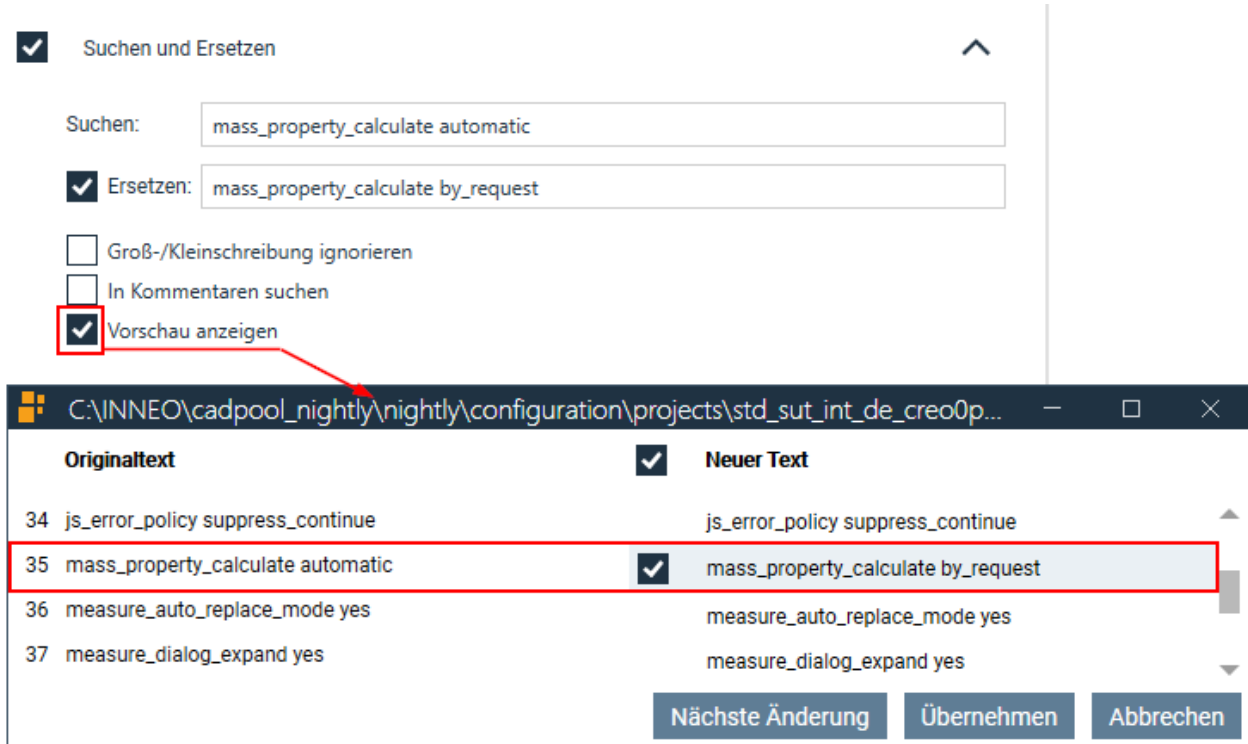 Suchen und Ersetzen
Suchen: mass_property_calculate automatic
Ersetzen: mass_property_calculate by_request
Groß-/Kleinschreibung ignorieren
In Kommentaren suchen
Vorschau anzeigen
C:\INNEO\cadpool_nightly\nightly\configuration\projects\std_sut_int_de_creo0p...
Originaltext Neuer Text
34 js_error_policy suppress_continue js_error_policy suppress_continue
35 mass_property_calculate automatic mass_property_calculate by_request
36 measure_auto_replace_mode yes measure_auto_replace_mode yes
37 measure_dialog_expand yes measure_dialog_expand yes
Nächste Änderung Übernehmen Abbrechen